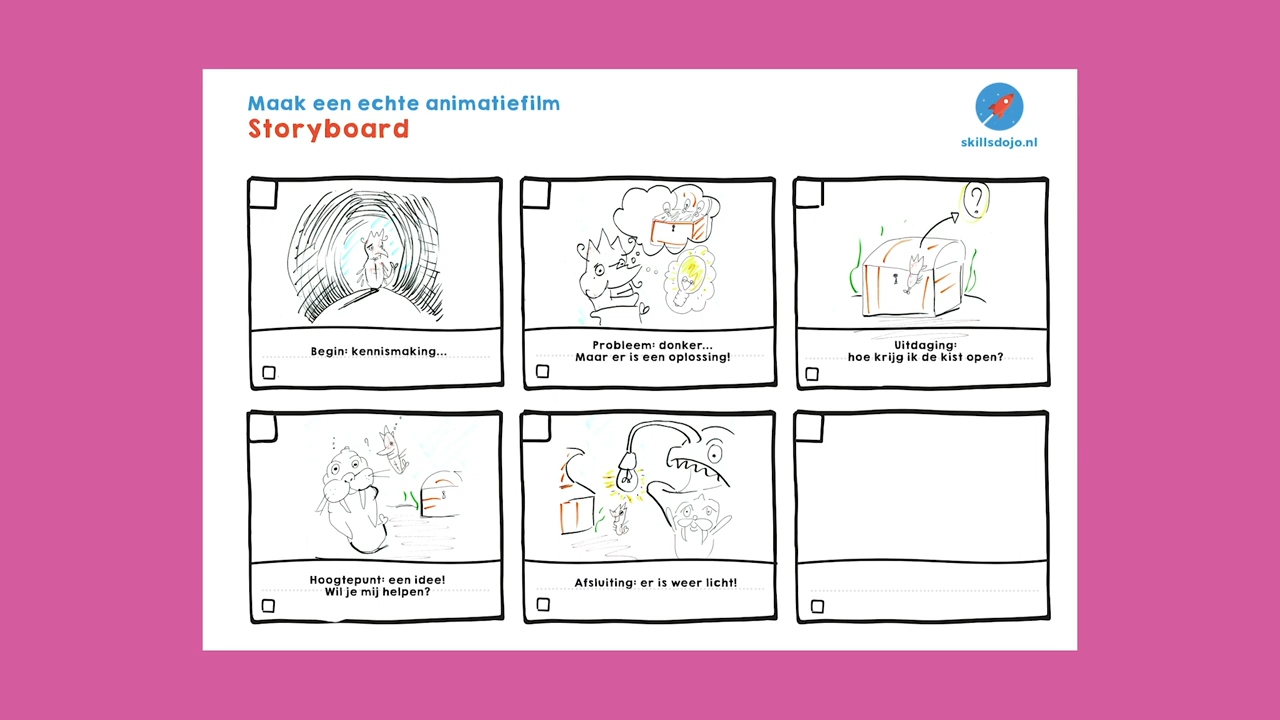 Maak een echte animatiefilm
Storyboard
skillsdojo.nl
?
Begin: kennismaking...
Probleem: donker...
Maar er is een oplossing!
Uitdaging:
hoe krijg ik de kist open?
!
Hoogtepunt: een idee!
Wil je mij helpen?
Afsluiting: er is weer licht!